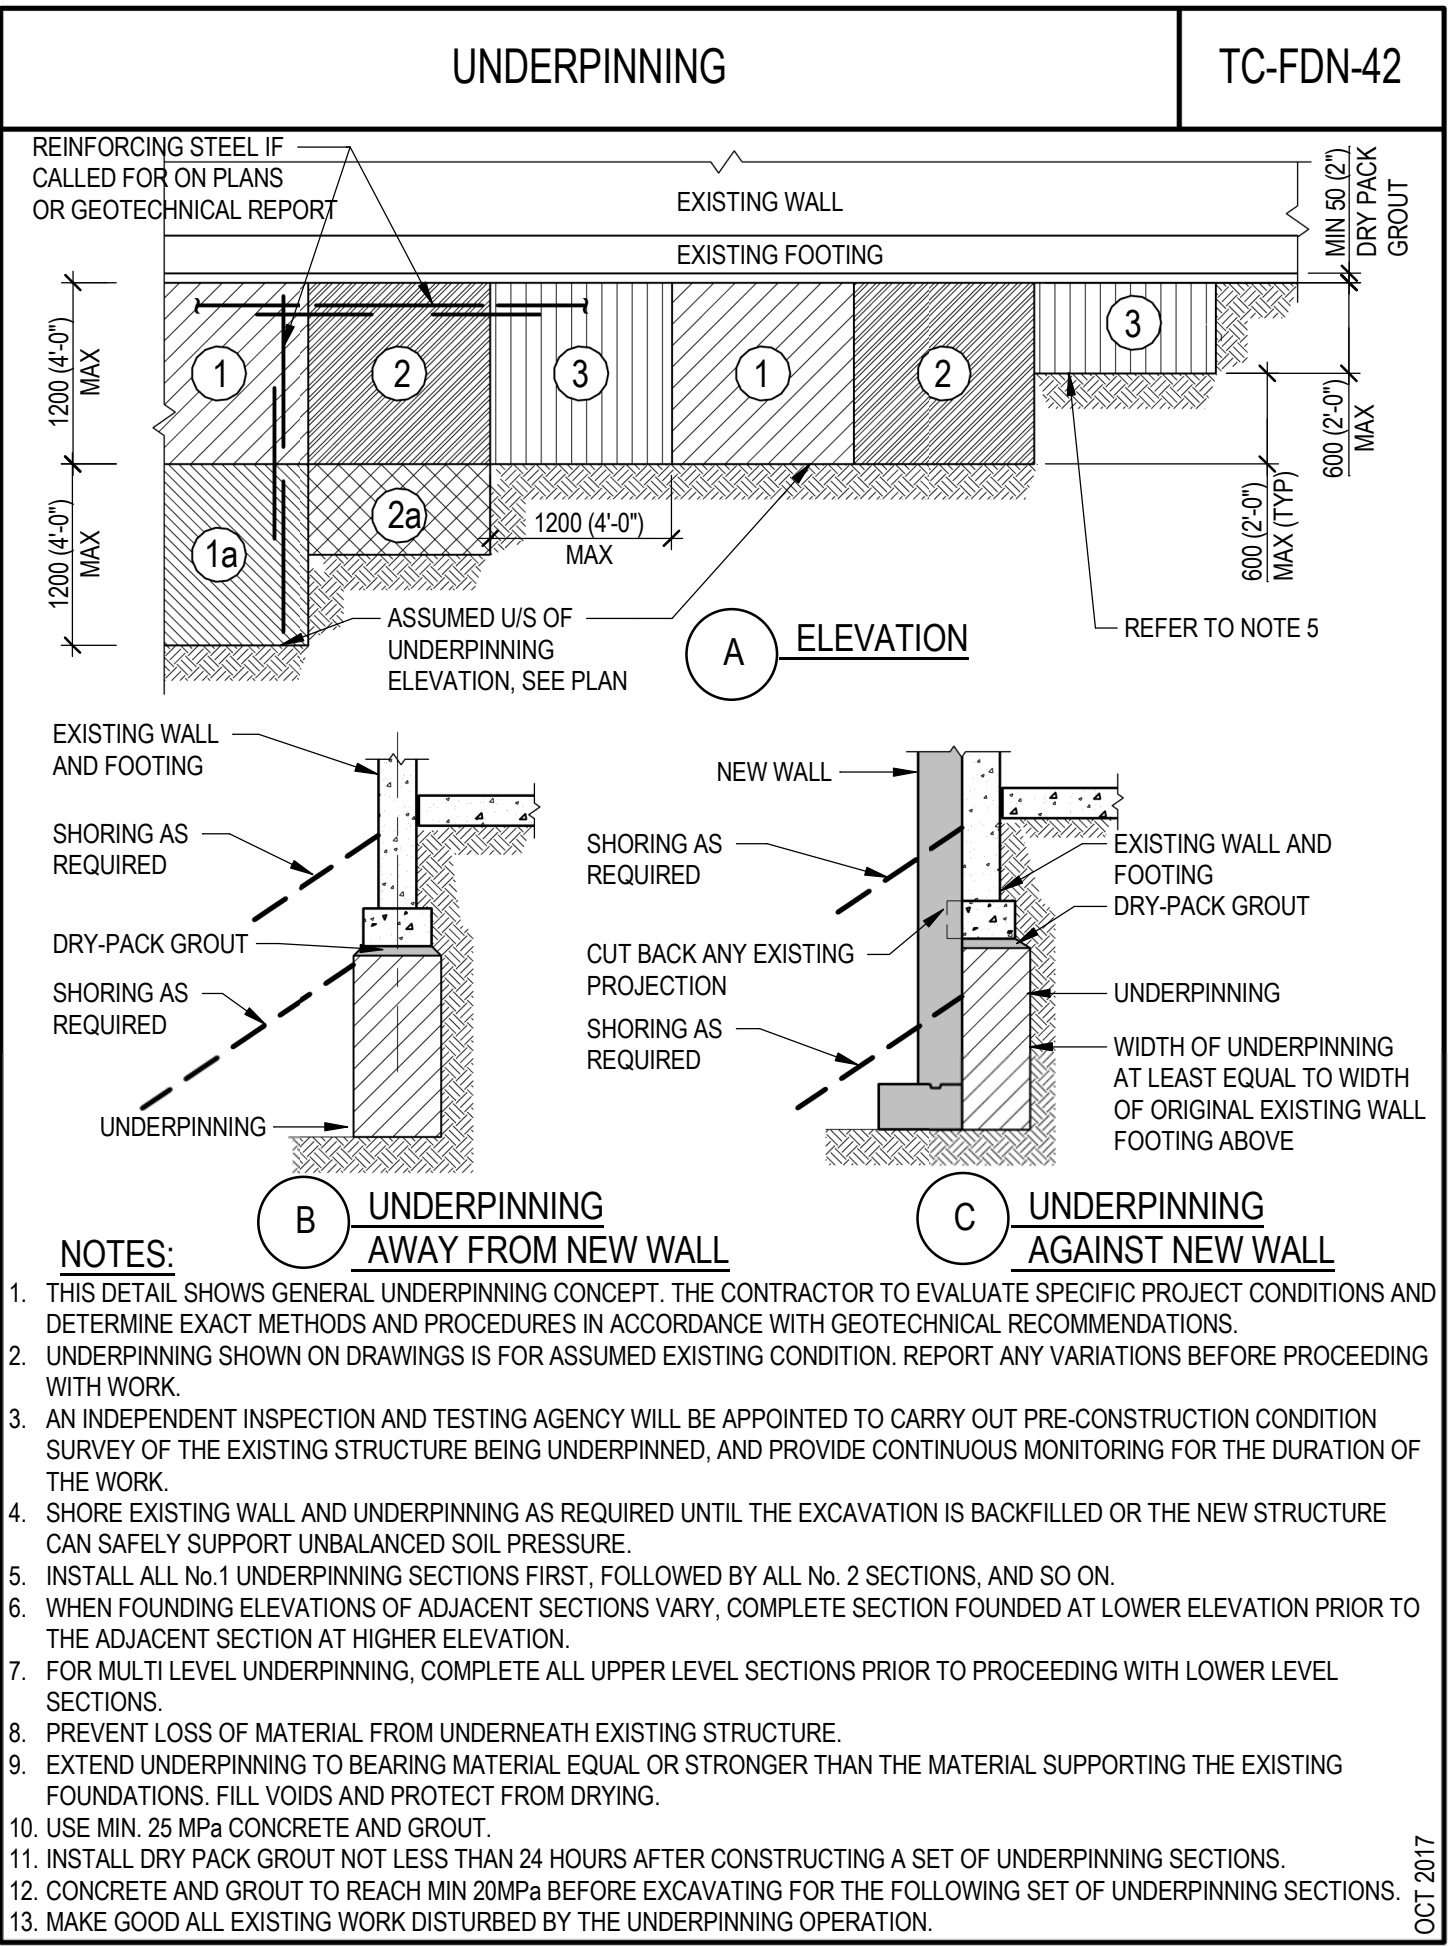 UNDERPINNING
TC-FDN-42
REINFORCING STEEL IF
CALLED FOR ON PLANS
OR GEOTECHNICAL REPORT
EXISTING WALL
EXISTING FOOTING
MIN 50 (2")
DRY PACK
GROUT
1200 (4'-0")
MAX
1
2
3
1
2
3
600 (2'-0")
MAX
1200 (4'-0")
MAX
1a
2a
1200 (4'-0")
MAX
600 (2'-0")
MAX (TYP)
ASSUMED U/S OF
UNDERPINNING
ELEVATION, SEE PLAN
A
ELEVATION
REFER TO NOTE 5
EXISTING WALL
AND FOOTING
SHORING AS
REQUIRED
DRY-PACK GROUT
SHORING AS
REQUIRED
UNDERPINNING
B
UNDERPINNING
AWAY FROM NEW WALL
NEW WALL
SHORING AS
REQUIRED
CUT BACK ANY EXISTING
PROJECTION
SHORING AS
REQUIRED
EXISTING WALL AND
FOOTING
DRY-PACK GROUT
UNDERPINNING
WIDTH OF UNDERPINNING
AT LEAST EQUAL TO WIDTH
OF ORIGINAL EXISTING WALL
FOOTING ABOVE
C
UNDERPINNING
AGAINST NEW WALL
NOTES:
1. THIS DETAIL SHOWS GENERAL UNDERPINNING CONCEPT. THE CONTRACTOR TO EVALUATE SPECIFIC PROJECT CONDITIONS AND
DETERMINE EXACT METHODS AND PROCEDURES IN ACCORDANCE WITH GEOTECHNICAL RECOMMENDATIONS.
2. UNDERPINNING SHOWN ON DRAWINGS IS FOR ASSUMED EXISTING CONDITION. REPORT ANY VARIATIONS BEFORE PROCEEDING
WITH WORK.
3. AN INDEPENDENT INSPECTION AND TESTING AGENCY WILL BE APPOINTED TO CARRY OUT PRE-CONSTRUCTION CONDITION
SURVEY OF THE EXISTING STRUCTURE BEING UNDERPINNED, AND PROVIDE CONTINUOUS MONITORING FOR THE DURATION OF
THE WORK.
4. SHORE EXISTING WALL AND UNDERPINNING AS REQUIRED UNTIL THE EXCAVATION IS BACKFILLED OR THE NEW STRUCTURE
CAN SAFELY SUPPORT UNBALANCED SOIL PRESSURE.
5. INSTALL ALL No.1 UNDERPINNING SECTIONS FIRST, FOLLOWED BY ALL No. 2 SECTIONS, AND SO ON.
6. WHEN FOUNDING ELEVATIONS OF ADJACENT SECTIONS VARY, COMPLETE SECTION FOUNDED AT LOWER ELEVATION PRIOR TO
THE ADJACENT SECTION AT HIGHER ELEVATION.
7. FOR MULTI LEVEL UNDERPINNING, COMPLETE ALL UPPER LEVEL SECTIONS PRIOR TO PROCEEDING WITH LOWER LEVEL
SECTIONS.
8. PREVENT LOSS OF MATERIAL FROM UNDERNEATH EXISTING STRUCTURE.
9. EXTEND UNDERPINNING TO BEARING MATERIAL EQUAL OR STRONGER THAN THE MATERIAL SUPPORTING THE EXISTING
FOUNDATIONS. FILL VOIDS AND PROTECT FROM DRYING.
10. USE MIN. 25 MPa CONCRETE AND GROUT.
11. INSTALL DRY PACK GROUT NOT LESS THAN 24 HOURS AFTER CONSTRUCTING A SET OF UNDERPINNING SECTIONS.
12. CONCRETE AND GROUT TO REACH MIN 20MPa BEFORE EXCAVATING FOR THE FOLLOWING SET OF UNDERPINNING SECTIONS.
13. MAKE GOOD ALL EXISTING WORK DISTURBED BY THE UNDERPINNING OPERATION.
OCT 2017